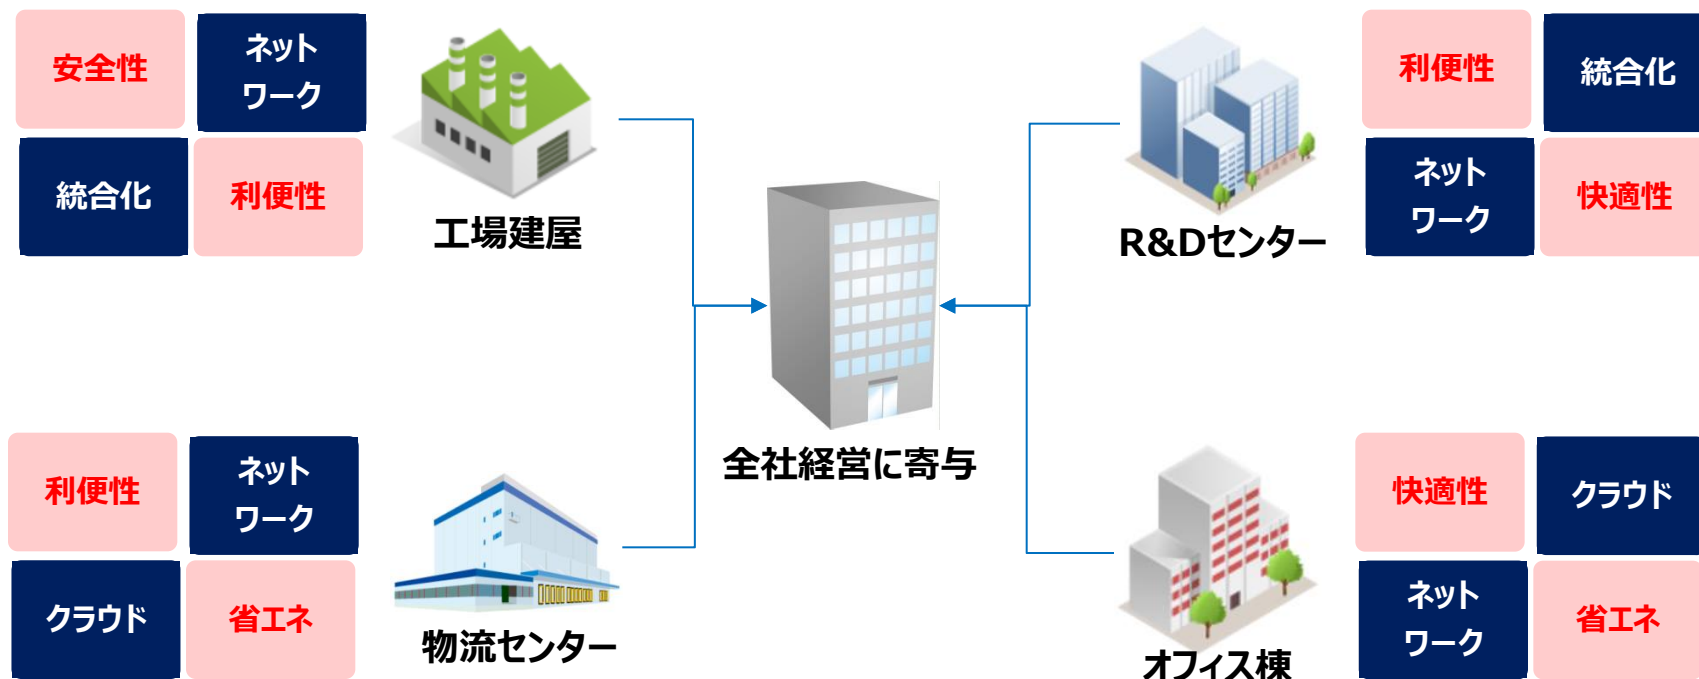 安全性
ネット
ワーク
統合化
利便性
工場建屋
利便性
統合化
ネット
ワーク
快適性
R&Dセンター
全社経営に寄与
利便性
ネット
ワーク
クラウド
省エネ
物流センター
快適性
クラウド
ネット
ワーク
省エネ
オフィス棟